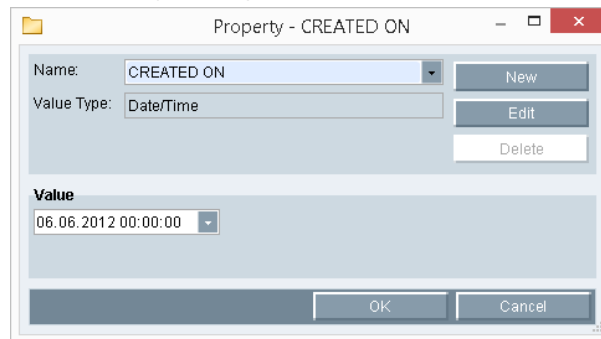 Property - CREATED ON
Name: CREATED ON
New
Value Type: Date/Time
Edit
Delete
Value
06.06.2012 00:00:00
OK Cancel